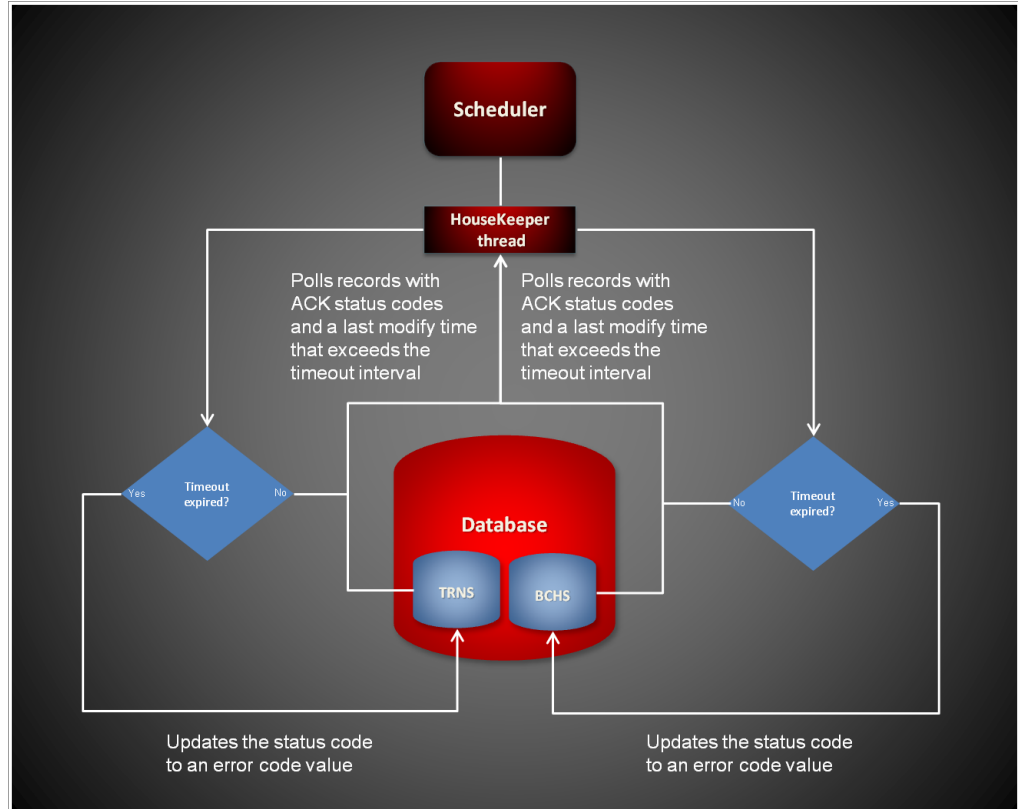 Scheduler
HouseKeeper
thread
Polls records with
ACK status codes
and a last modify time
that exceeds the
timeout interval
Polls records with
ACK status codes
and a last modify time
that exceeds the
timeout interval
Yes
Timeout
expired?
No
Database
TRNS
BCHS
No
Timeout
expired?
Yes
Updates the status code
to an error code value
Updates the status code
to an error code value